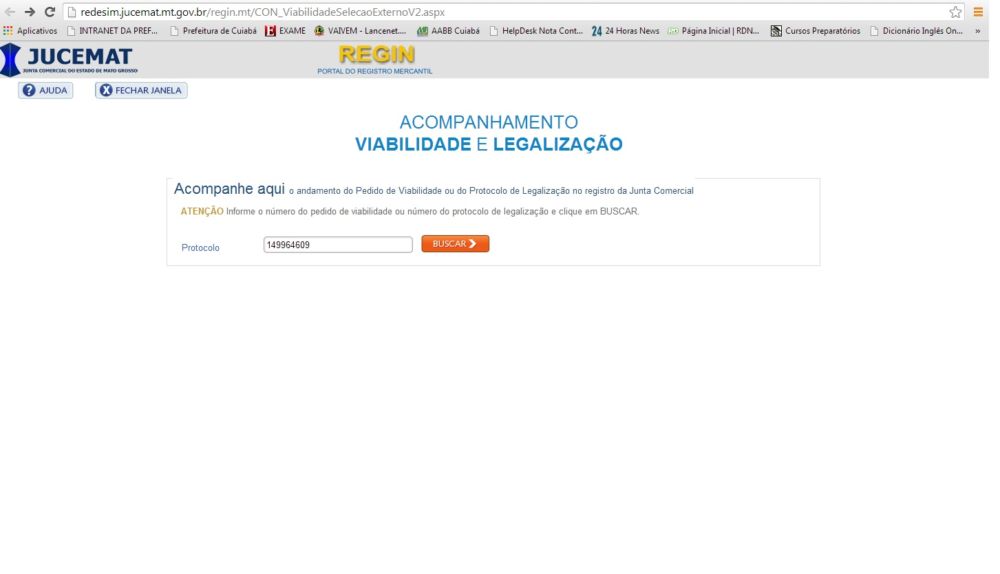 redesim.jucemat.mt.gov.br/regin.mt/CON_ViabilidadeSelecaoExternoV2.aspx
Aplicativos INTRANET DA PREF... Prefeitura de Cuiabá EXAME VAIVEM - Lancenet.... AABB Cuiabá HelpDesk Nota Cont... 24 Horas News Página Inicial | RDN... Cursos Preparatórios Dicionário Inglês On... »
JUCEMAT
JUNTA COMERCIAL DO ESTADO DE MATO GROSSO
REGIN
PORTAL DO REGISTRO MERCANTIL
? AJUDA X FECHAR JANELA
ACOMPANHAMENTO
VIABILIDADE E LEGALIZAÇÃO
Acompanhe aqui o andamento do Pedido de Viabilidade ou do Protocolo de Legalização no registro da Junta Comercial
ATENÇÃO Informe o número do pedido de viabilidade ou número do protocolo de legalização e clique em BUSCAR.
Protocolo 149964609 BUSCAR